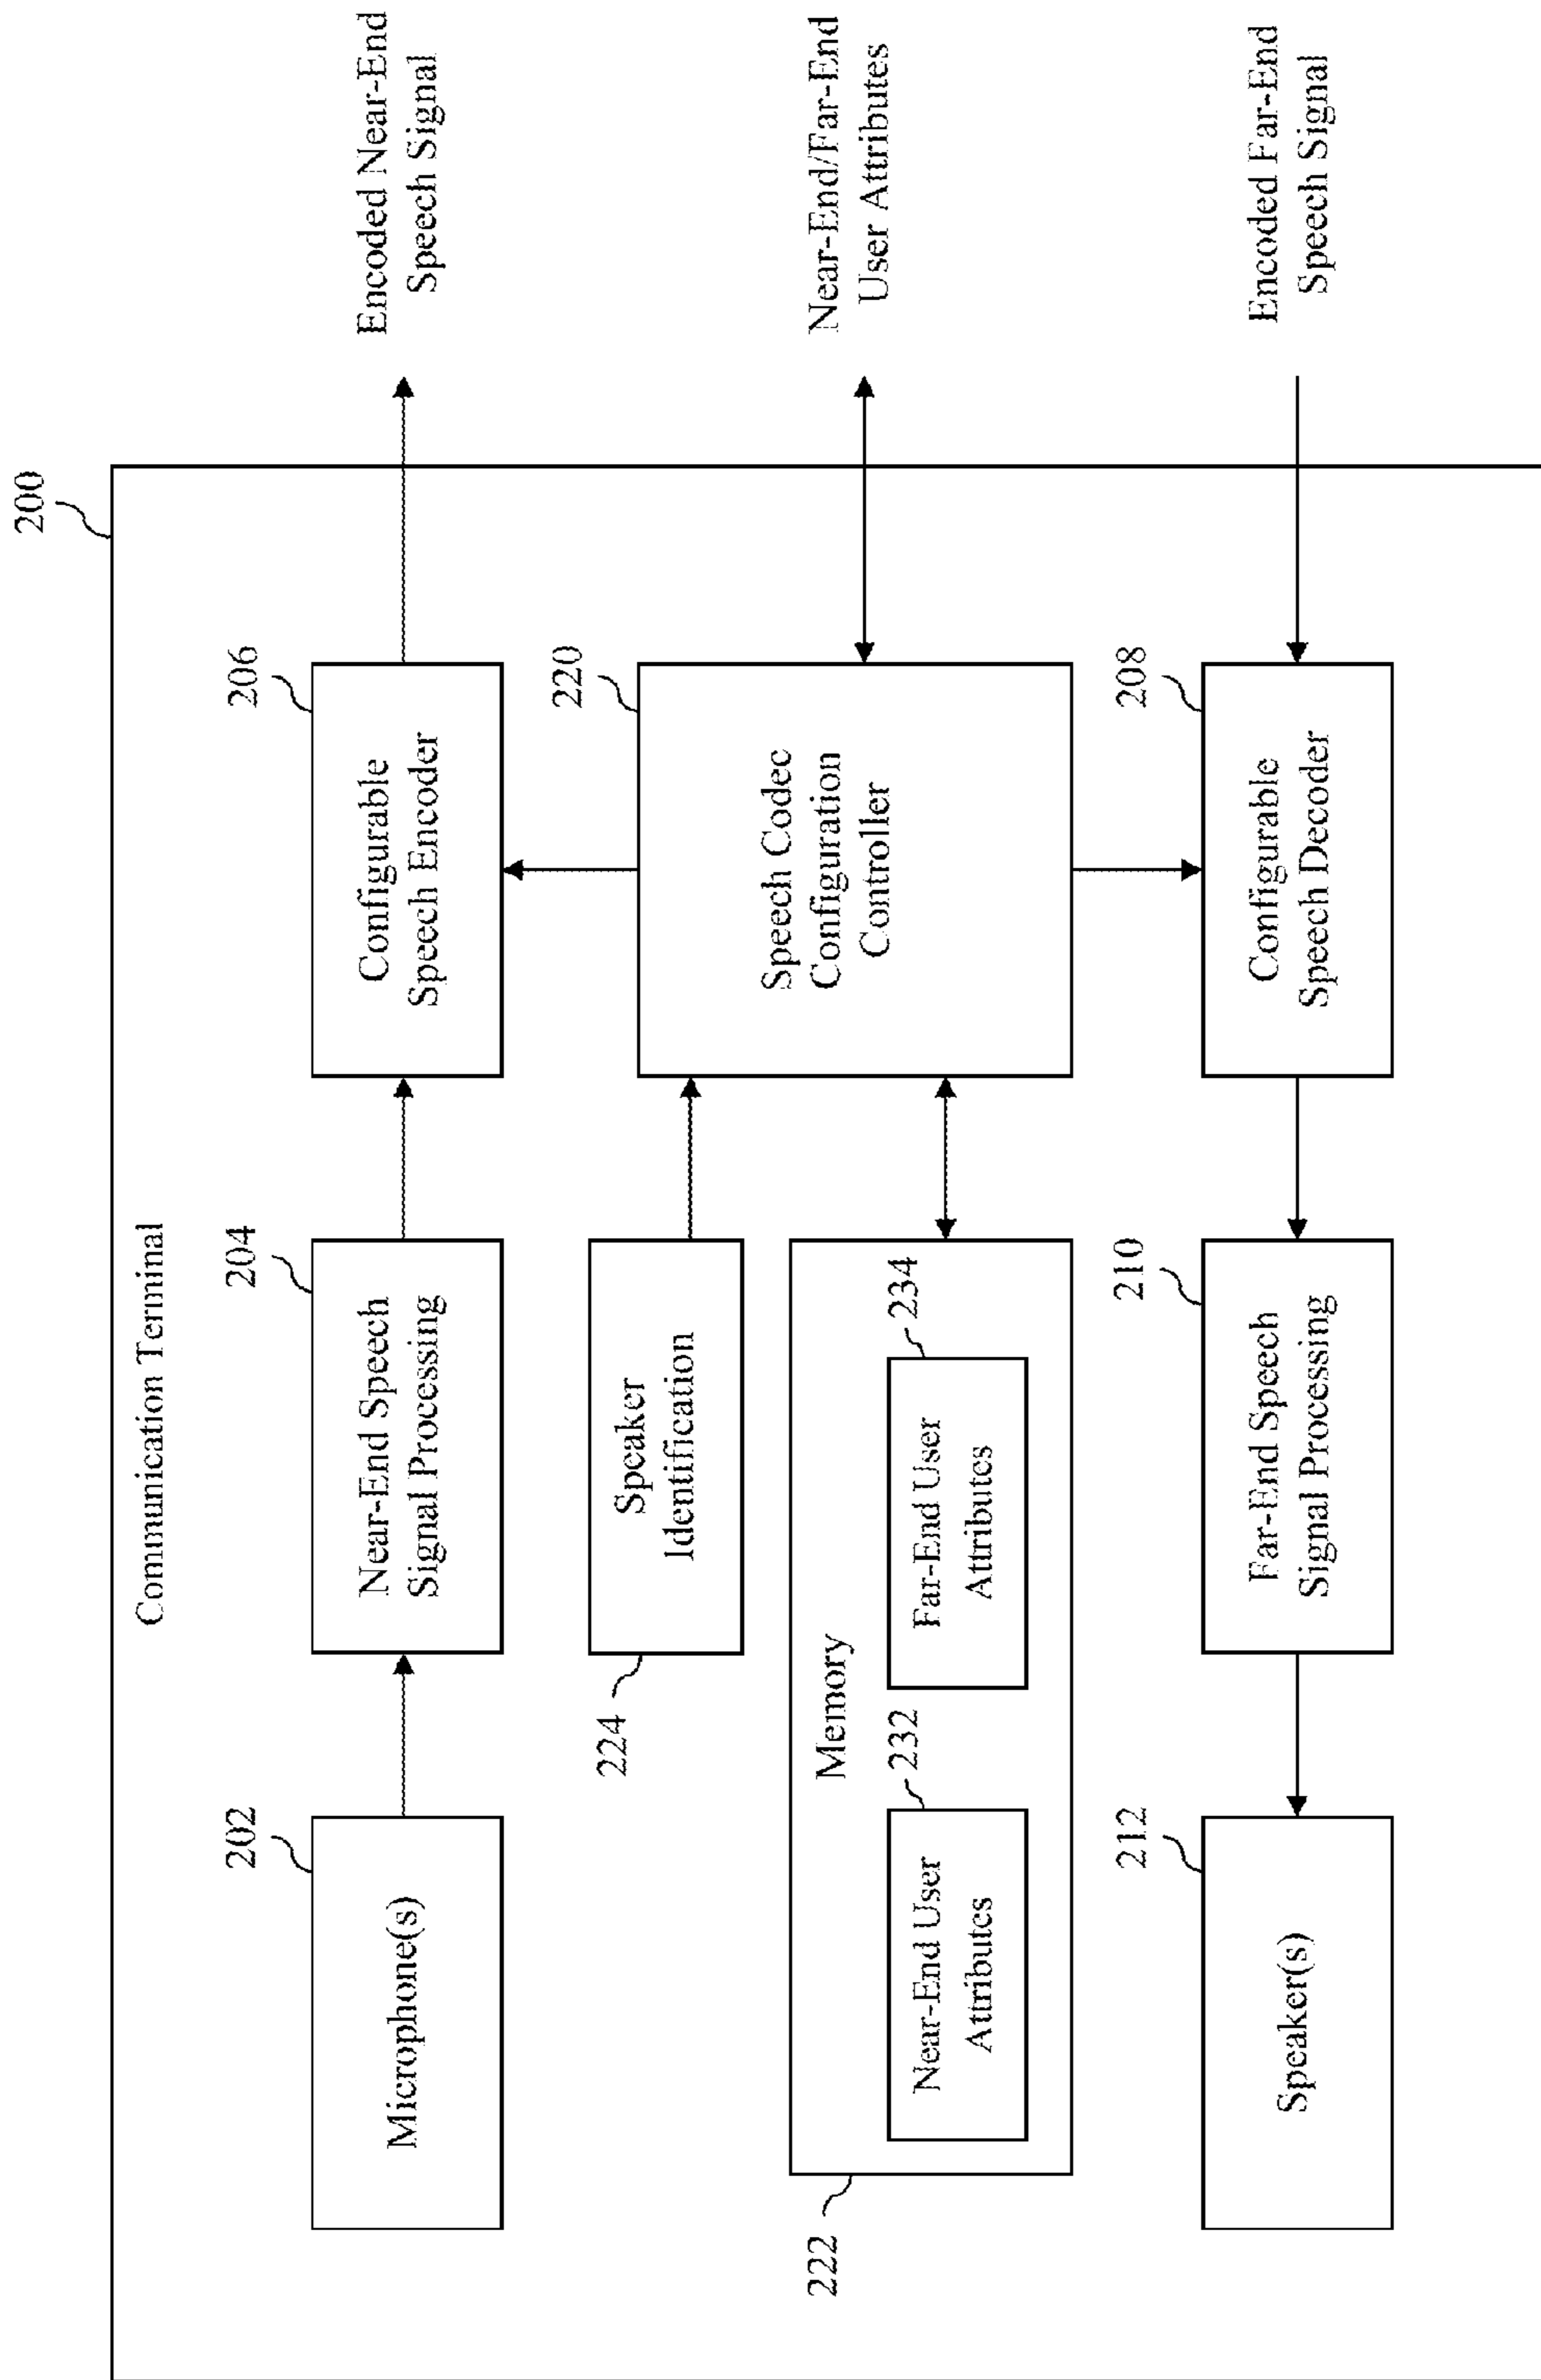 200
Communication Terminal
202
Microphone(s)
204
Near-End Speech
Signal Processing
206
Configurable
Speech Encoder
Encoded Near-End
Speech Signal
224
Speaker
Identification
220
Speech Codec
Configuration
Controller
Near-End/Far-End
User Attributes
222
Memory
232
Near-End User
Attributes
234
Far-End User
Attributes
212
Speaker(s)
210
Far-End Speech
Signal Processing
208
Configurable
Speech Decoder
Encoded Far-End
Speech Signal